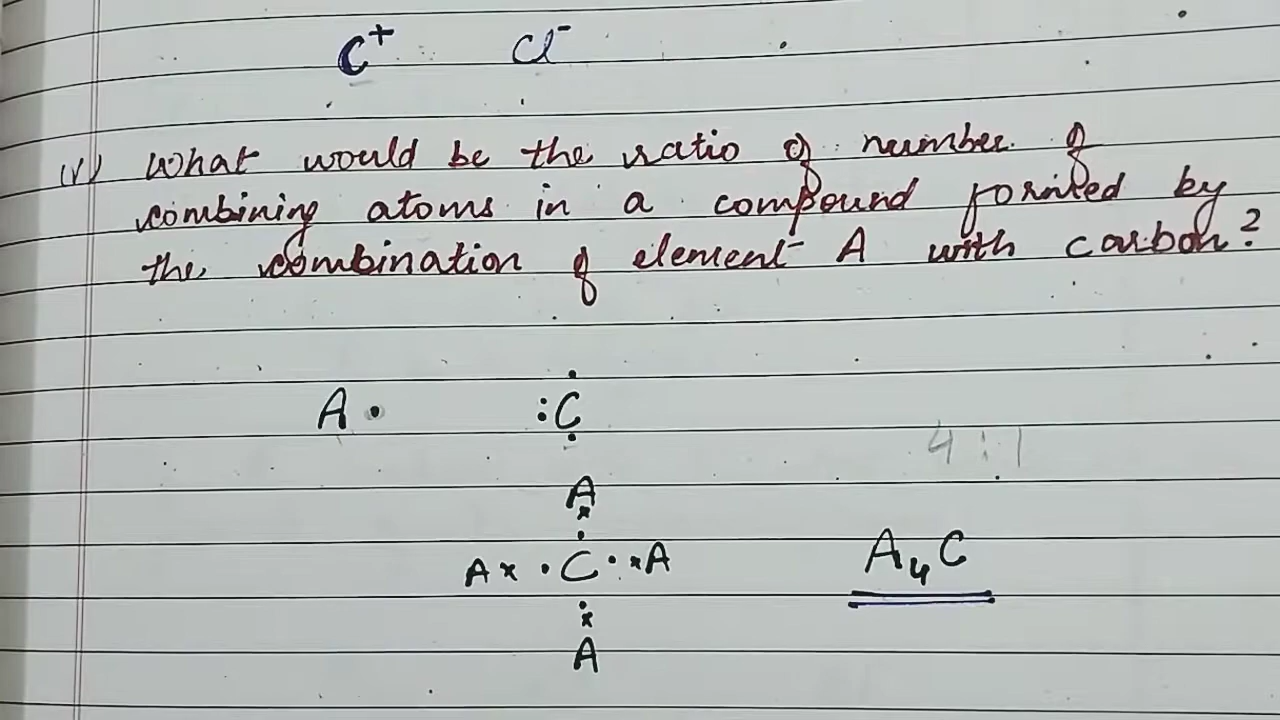 C⁺ Cl⁻
(v) What would be the ratio of number of
combining atoms in a compound formed by
the combination of element A with carbon?
A• :C
4:1
A
A× •C• ×A
A₄C
A